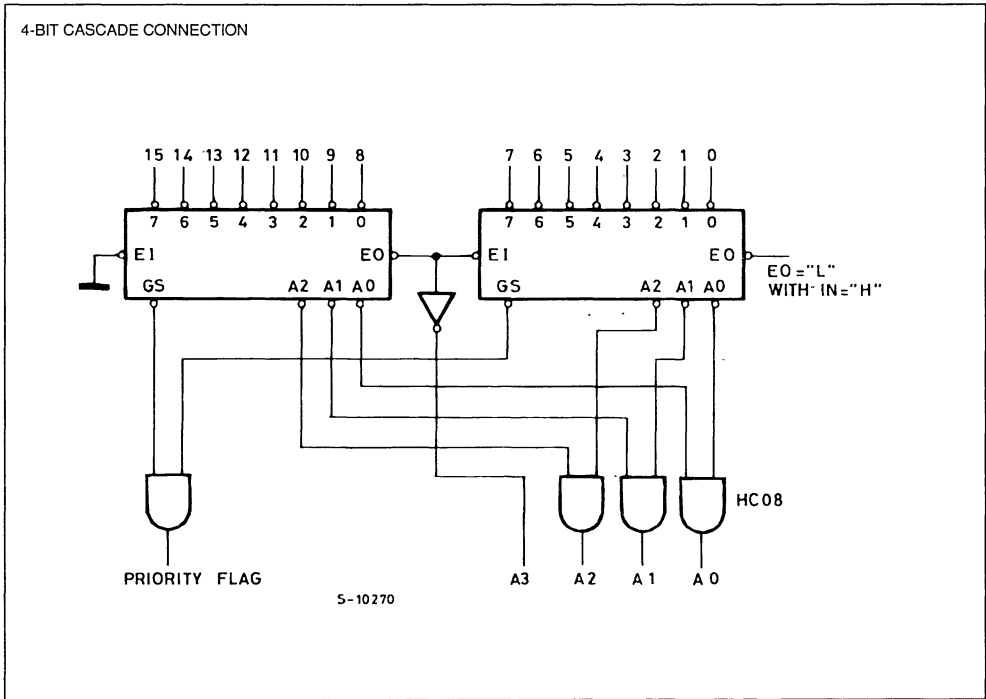 4-BIT CASCADE CONNECTION
15 14 13 12 11 10 9 8
7 6 5 4 3 2 1 0
7 6 5 4 3 2 1 0
7 6 5 4 3 2 1 0
EI
EO
EI
EO
EO="L"
WITH IN="H"
GS
A2 A1 A0
GS
A2 A1 A0
HC08
PRIORITY FLAG
A3
A2
A1
A0
S-10270